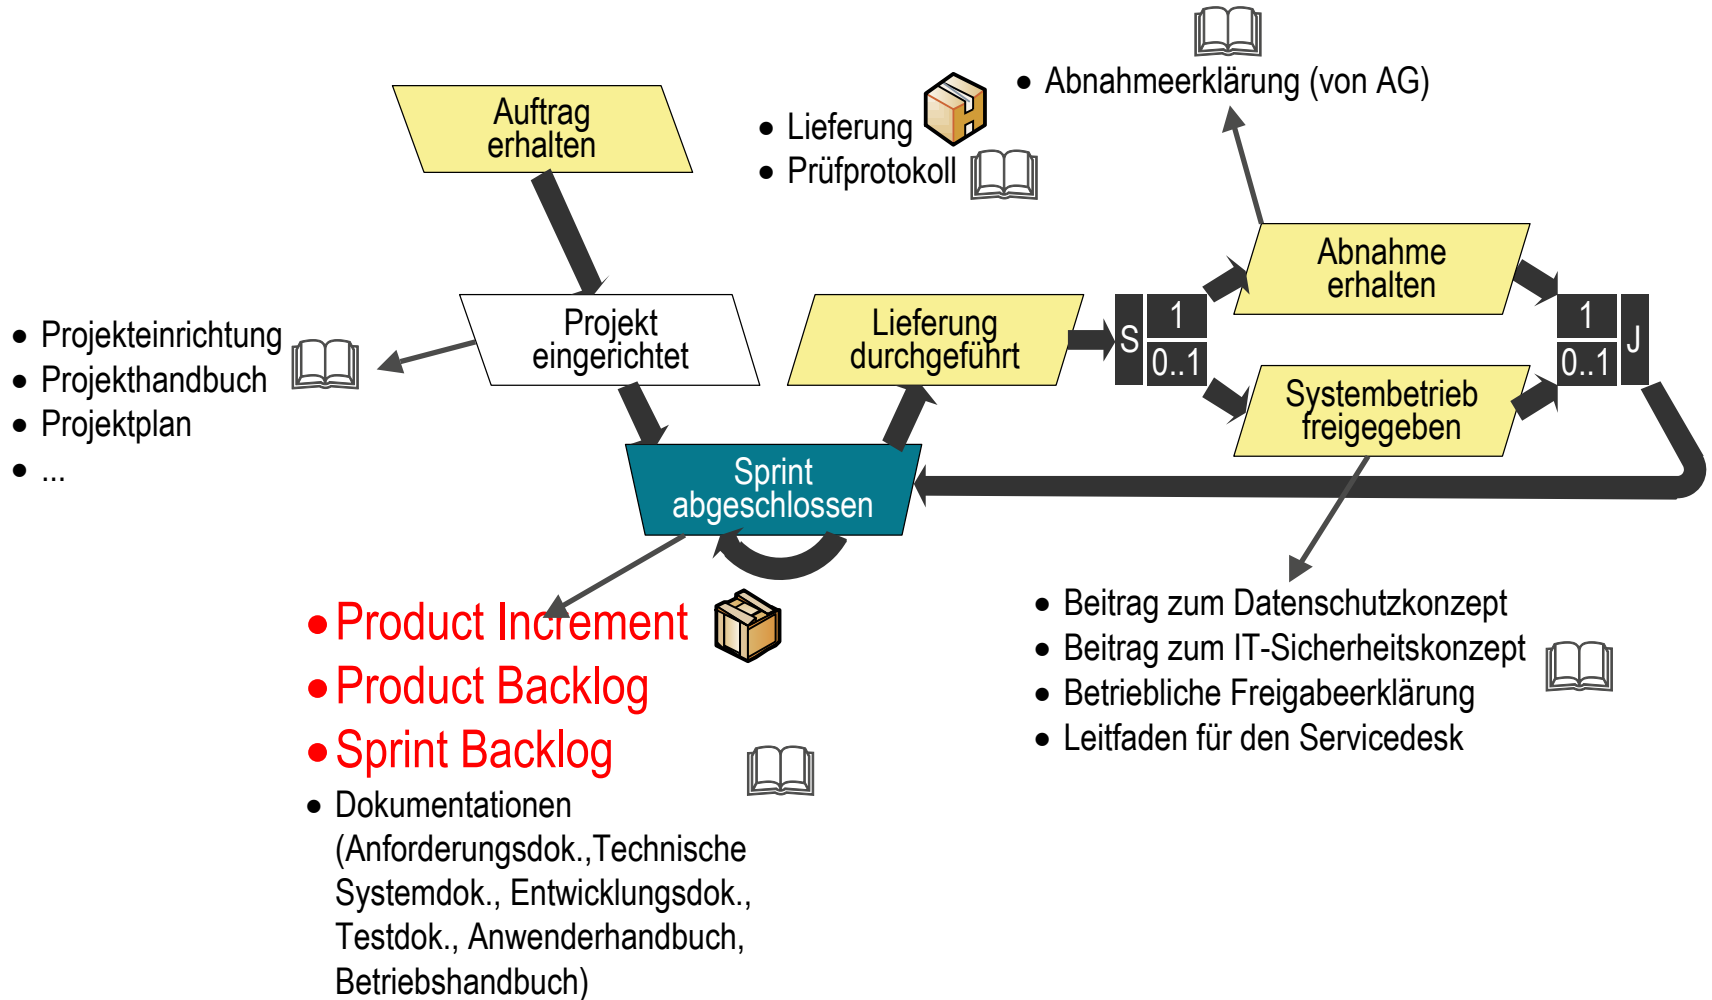 • Abnahmeerklärung (von AG)
Auftrag
erhalten
• Lieferung
• Prüfprotokoll
Abnahme
erhalten
Projekt
eingerichtet
Lieferung
durchgeführt
S
1
0..1
1
0..1
J
• Projekteinrichtung
• Projekthandbuch
• Projektplan
• ...
Systembetrieb
freigegeben
Sprint
abgeschlossen
• Product Increment
• Product Backlog
• Sprint Backlog
• Dokumentationen
(Anforderungsdok.,Technische
Systemdok., Entwicklungsdok.,
Testdok., Anwenderhandbuch,
Betriebshandbuch)
• Beitrag zum Datenschutzkonzept
• Beitrag zum IT-Sicherheitskonzept
• Betriebliche Freigabeerklärung
• Leitfaden für den Servicedesk